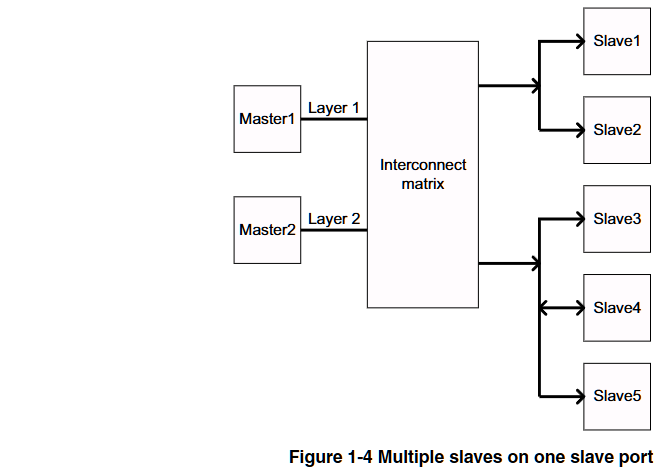 Slave1
Layer 1
Master1
Slave2
Interconnect
matrix
Layer 2
Master2
Slave3
Slave4
Slave5
Figure 1-4 Multiple slaves on one slave port